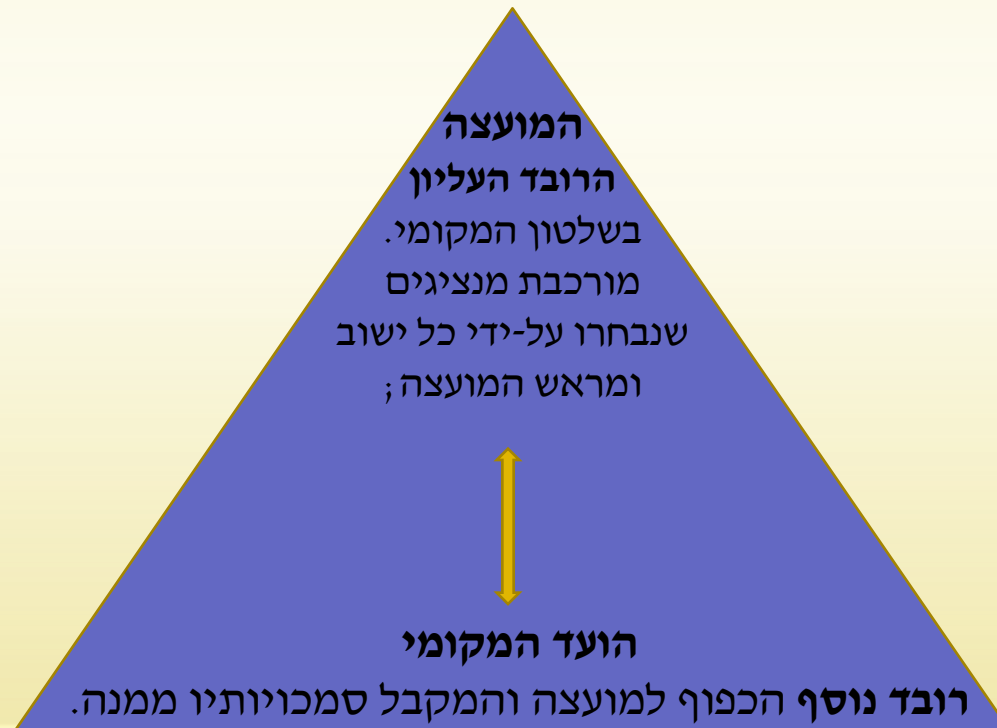 המועצה
הרובד העליון
בשלטון המקומי.
מורכבת מנציגים
שנבחרו על-ידי כל ישוב
ומראש המועצה;
הועד המקומי
רובד נוסף הכפוף למועצה והמקבל סמכויותיו ממנה.